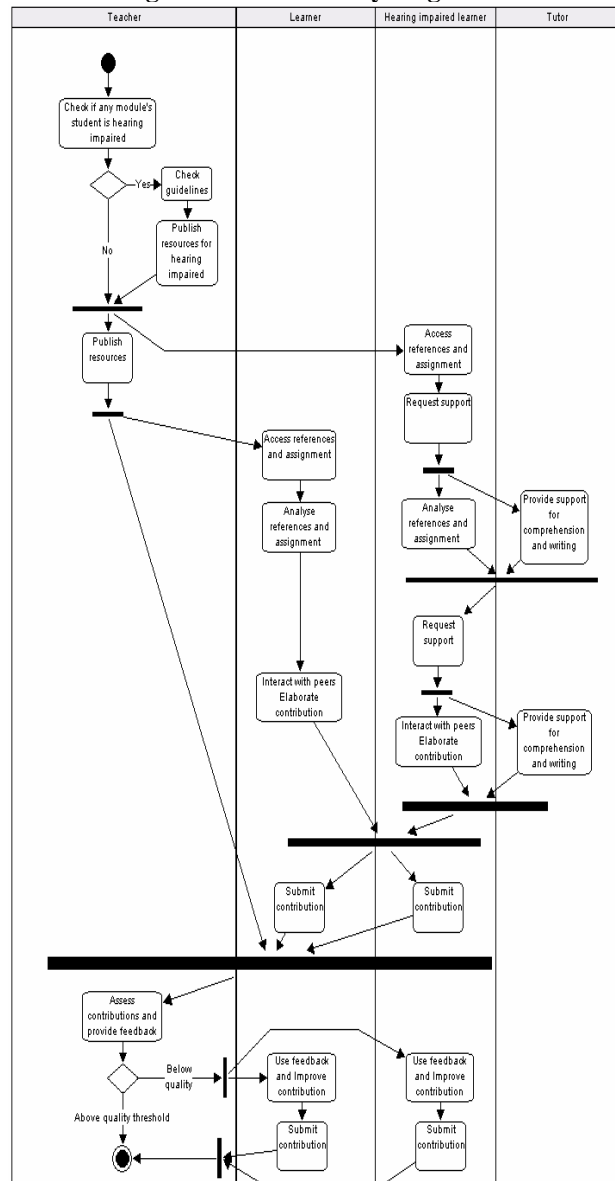 Teacher
Learner
Hearing impaired learner
Tutor
Check if any module's
student is hearing
impaired
Yes
Check
guidelines
No
Publish
resources for
hearing
impaired
Publish
resources
Access
references and
assignment
Request support
Access references
and assignment
Analyse
references and
assignment
Analyse
references and
assignment
Provide support
for
comprehension
and writing
Request
support
Interact with peers
Elaborate
contribution
Interact with peers
Elaborate
contribution
Provide support
for
comprehension
and writing
Submit
contribution
Submit
contribution
Assess
contributions and
provide feedback
Below
quality
Use feedback
and Improve
contribution
Use feedback
and Improve
contribution
Above quality threshold
Submit
contribution
Submit
contribution